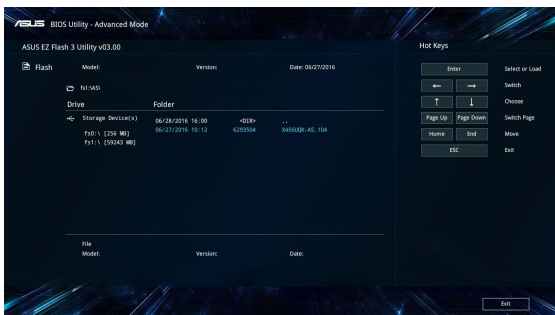 ASUS BIOS Utility - Advanced Mode
ASUS EZ Flash 3 Utility v03.00
Hot Keys
Flash
Model: Version: Date: 06/27/2016
fs1:\AS\
Drive Folder
Storage Device(s)
fs0:\ [256 MB]
fs1:\ [59243 MB]
06/28/2016 16:00 <DIR> ..
06/27/2016 10:12 6293504 X456UQK-AS.104
File
Model: Version: Date:
Enter Select or Load
← → Switch
↑ ↓ Choose
Page Up Page Down Switch Page
Home End Move
ESC Exit
Exit